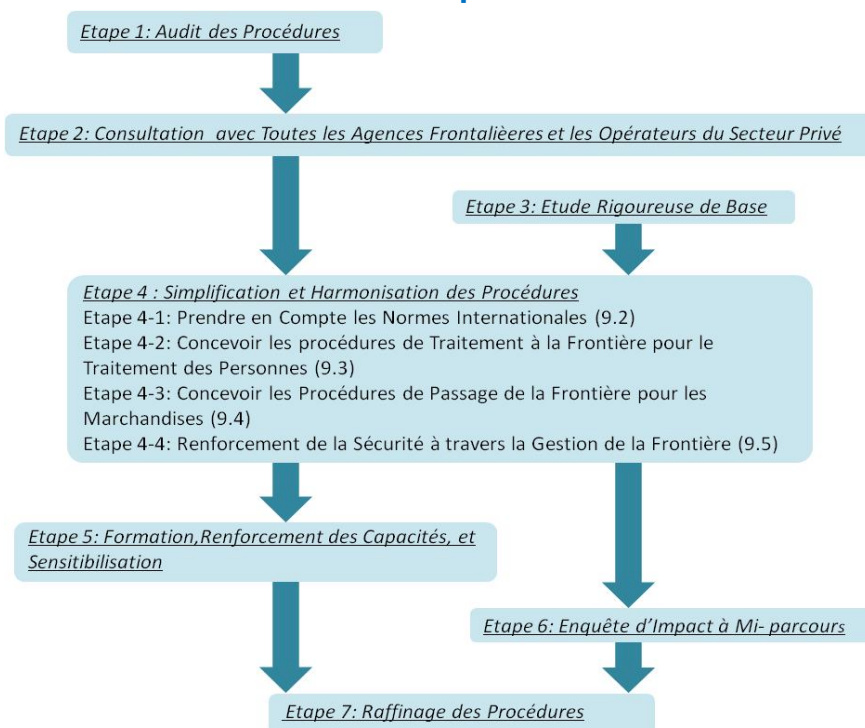 Etape 1: Audit des Procédures
Etape 2: Consultation avec Toutes les Agences Frontalièeres et les Opérateurs du Secteur Privé
Etape 3: Etude Rigoureuse de Base
Etape 4 : Simplification et Harmonisation des Procédures
Etape 4-1: Prendre en Compte les Normes Internationales (9.2)
Etape 4-2: Concevoir les procédures de Traitement à la Frontière pour le
Traitement des Personnes (9.3)
Etape 4-3: Concevoir les Procédures de Passage de la Frontière pour les
Marchandises (9.4)
Etape 4-4: Renforcement de la Sécurité à travers la Gestion de la Frontière (9.5)
Etape 5: Formation,Renforcement des Capacités, et
Sensitibilisation
Etape 6: Enquête d’Impact à Mi- parcours
Etape 7: Raffinage des Procédures